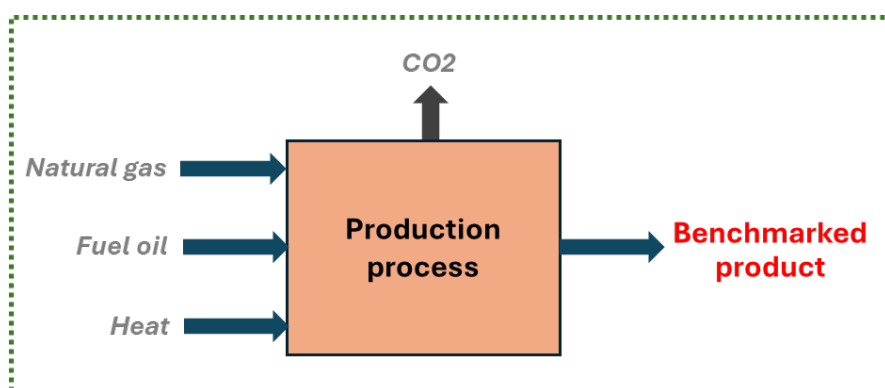 CO2
Natural gas
Fuel oil
Heat
Production
process
Benchmarked
product